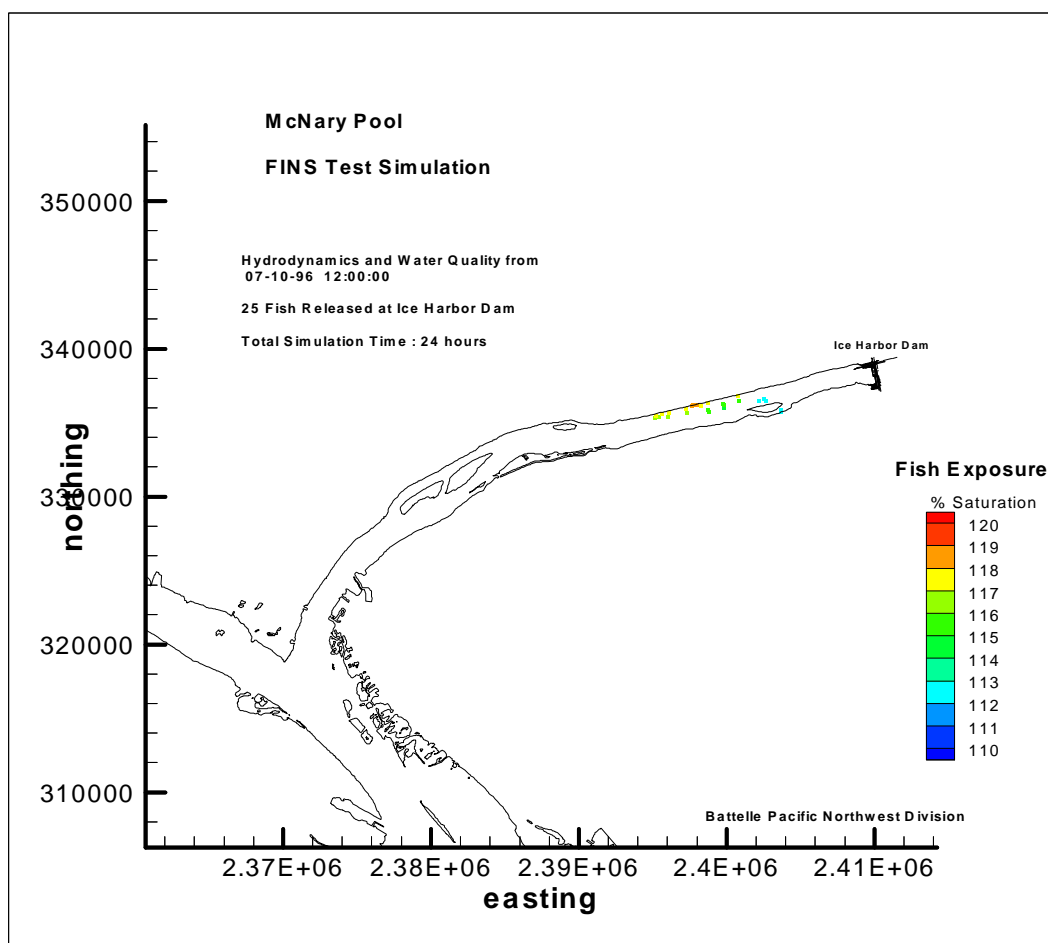 McNary Pool
FINS Test Simulation
Hydrodynamics and Water Quality from
07-10-96 12:00:00
25 Fish Released at Ice Harbor Dam
Total Simulation Time : 24 hours
Ice Harbor Dam
350000
340000
330000
320000
310000
northing
Fish Exposure
% Saturation
120
119
118
117
116
115
114
113
112
111
110
Battelle Pacific Northwest Division
2.37E+06 2.38E+06 2.39E+06 2.4E+06 2.41E+06
easting